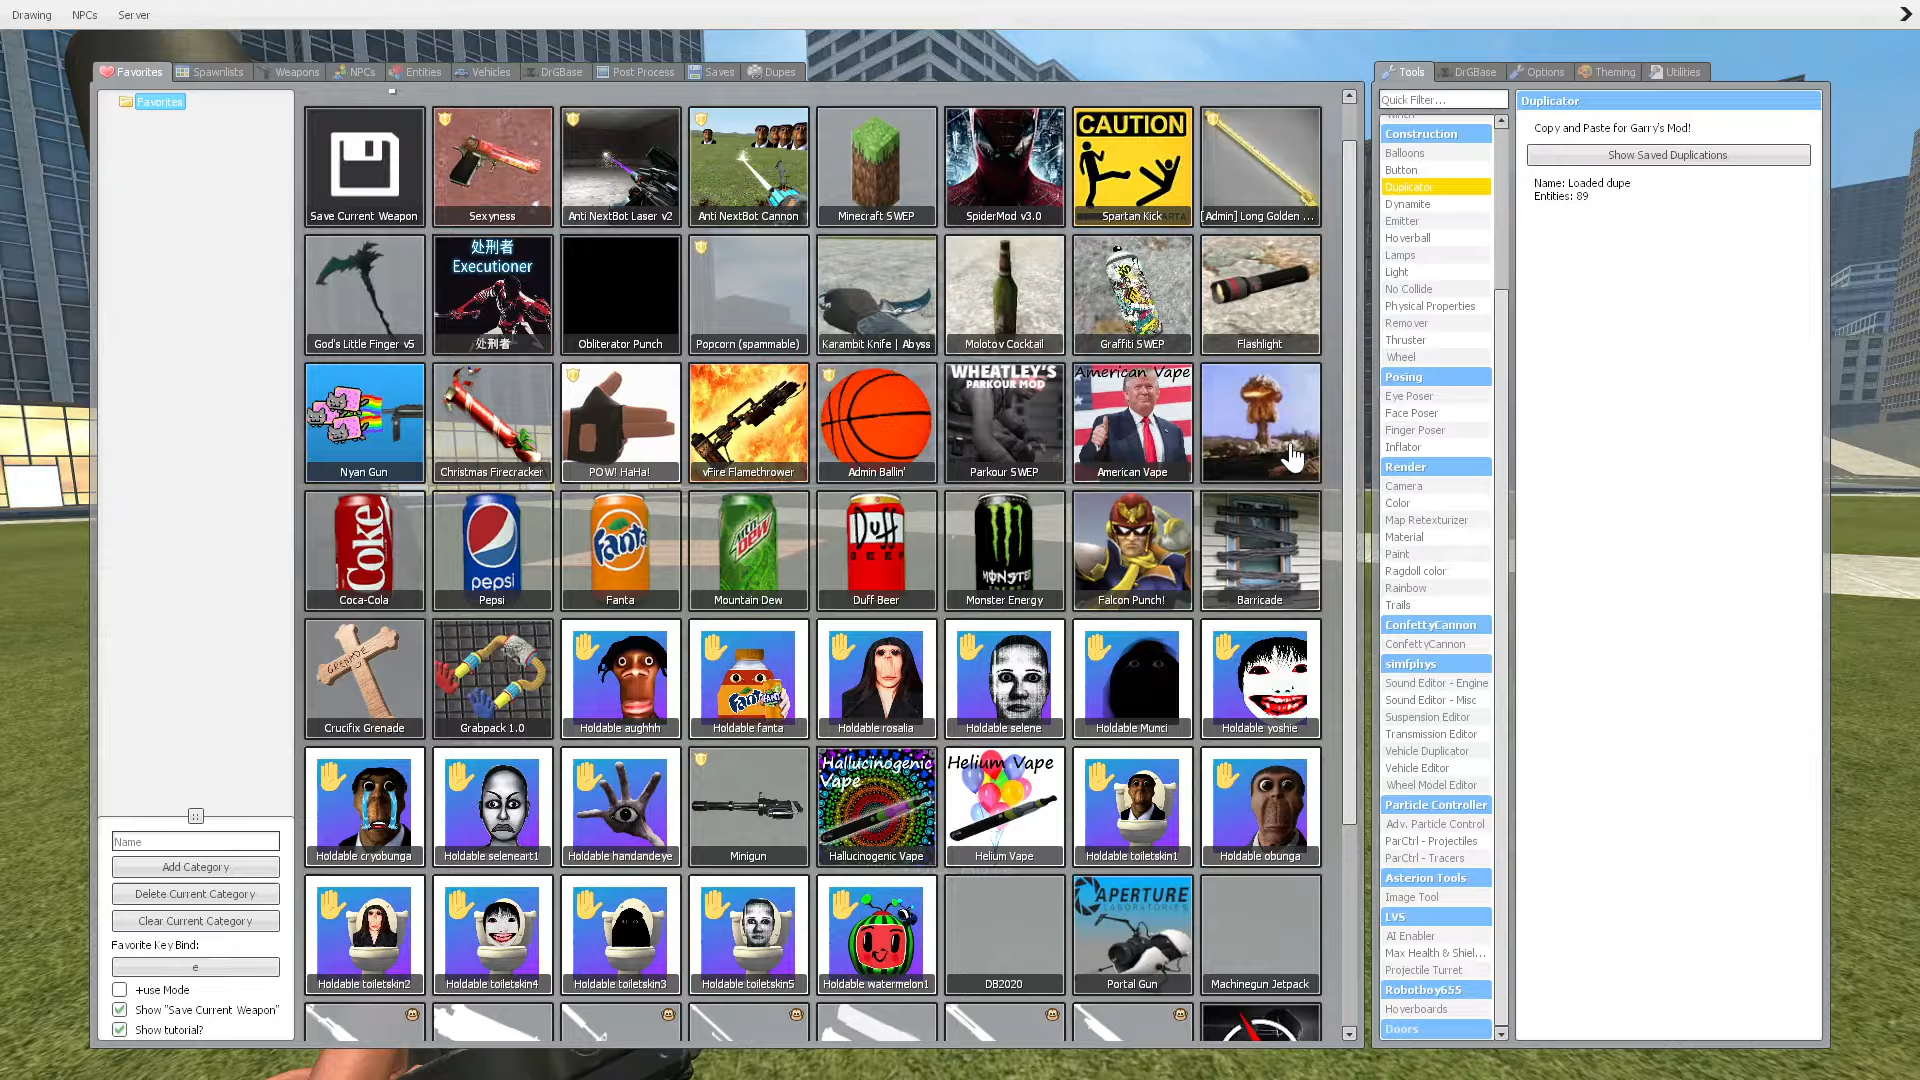 Drawing NPCs Server
Favorites Spawnlists Weapons NPCs Entities Vehicles DrGBase Post Process Saves Dupes
Favorites
Save Current Weapon
Sexyness
Anti NextBot Laser v2
Anti NextBot Cannon
Minecraft SWEP
SpiderMod v3.0
CAUTION
Spartan Kick
[Admin] Long Golden ...
God's Little Finger v5
处刑者
Executioner
处刑者
Obliterator Punch
Popcorn (spammable)
Karambit Knife | Abyss
Molotov Cocktail
Graffiti SWEP
Flashlight
Nyan Gun
Christmas Firecracker
POW! HaHa!
vFire Flamethrower
Admin Ballin'
WHEATLEY'S
PARKOUR MOD
Parkour SWEP
American Vape
American Vape
Coke
Coca-Cola
pepsi
Pepsi
Fanta
Fanta
Mtn Dew
Mountain Dew
Duff
BEER
Duff Beer
MONSTER
ENERGY
Monster Energy
Falcon Punch!
Barricade
GRENADE
Crucifix Grenade
Grabpack 1.0
Holdable aughhh
Fanta
Holdable fanta
Holdable rosalia
Holdable selene
Holdable Munci
Holdable yoshie
Holdable cryobunga
Holdable seleneart1
Holdable handandeye
Minigun
Hallucinogenic
Vape
Hallucinogenic Vape
Helium Vape
Helium Vape
Holdable toiletskin1
Holdable obunga
Holdable toiletskin2
Holdable toiletskin4
Holdable toiletskin3
Holdable toiletskin5
Holdable watermelon1
DB2020
APERTURE
LABORATORIES
Portal Gun
Machinegun Jetpack
Name
Add Category
Delete Current Category
Clear Current Category
Favorite Key Bind:
e
+use Mode
Show "Save Current Weapon"
Show tutorial?
Tools DrGBase Options Theming Utilities
Quick Filter...
Winch
Construction
Balloons
Button
Duplicator
Dynamite
Emitter
Hoverball
Lamps
Light
No Collide
Physical Properties
Remover
Thruster
Wheel
Posing
Eye Poser
Face Poser
Finger Poser
Inflator
Render
Camera
Color
Map Retexturizer
Material
Paint
Ragdoll color
Rainbow
Trails
ConfettyCannon
ConfettyCannon
simfphys
Sound Editor - Engine
Sound Editor - Misc
Suspension Editor
Transmission Editor
Vehicle Duplicator
Vehicle Editor
Wheel Model Editor
Particle Controller
Adv. Particle Control
ParCtrl - Projectiles
ParCtrl - Tracers
Asterion Tools
Image Tool
LVS
AI Enabler
Max Health & Shiel...
Projectile Turret
Robotboy655
Hoverboards
Doors
Duplicator
Copy and Paste for Garry's Mod!
Show Saved Duplications
Name: Loaded dupe
Entities: 89